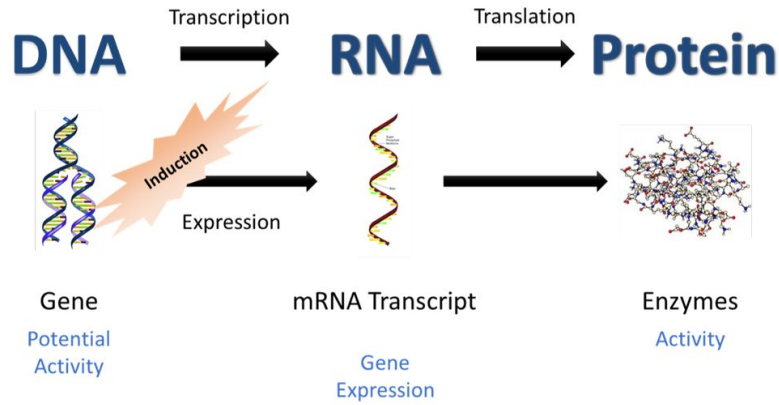 Transcription
Translation
DNA
RNA
Protein
Induction
Expression
Gene
mRNA Transcript
Enzymes
Potential
Activity
Activity
Gene
Expression